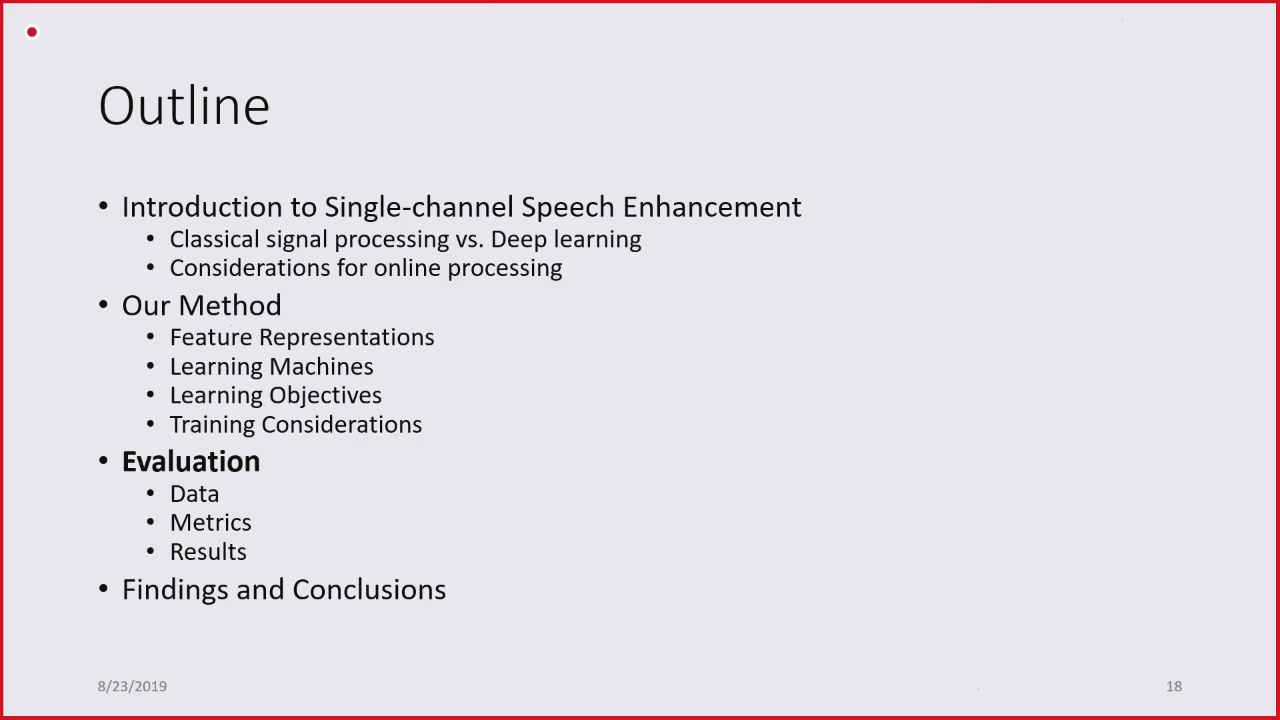 Outline
• Introduction to Single-channel Speech Enhancement
• Classical signal processing vs. Deep learning
• Considerations for online processing
• Our Method
• Feature Representations
• Learning Machines
• Learning Objectives
• Training Considerations
• Evaluation
• Data
• Metrics
• Results
• Findings and Conclusions
8/23/2019
18